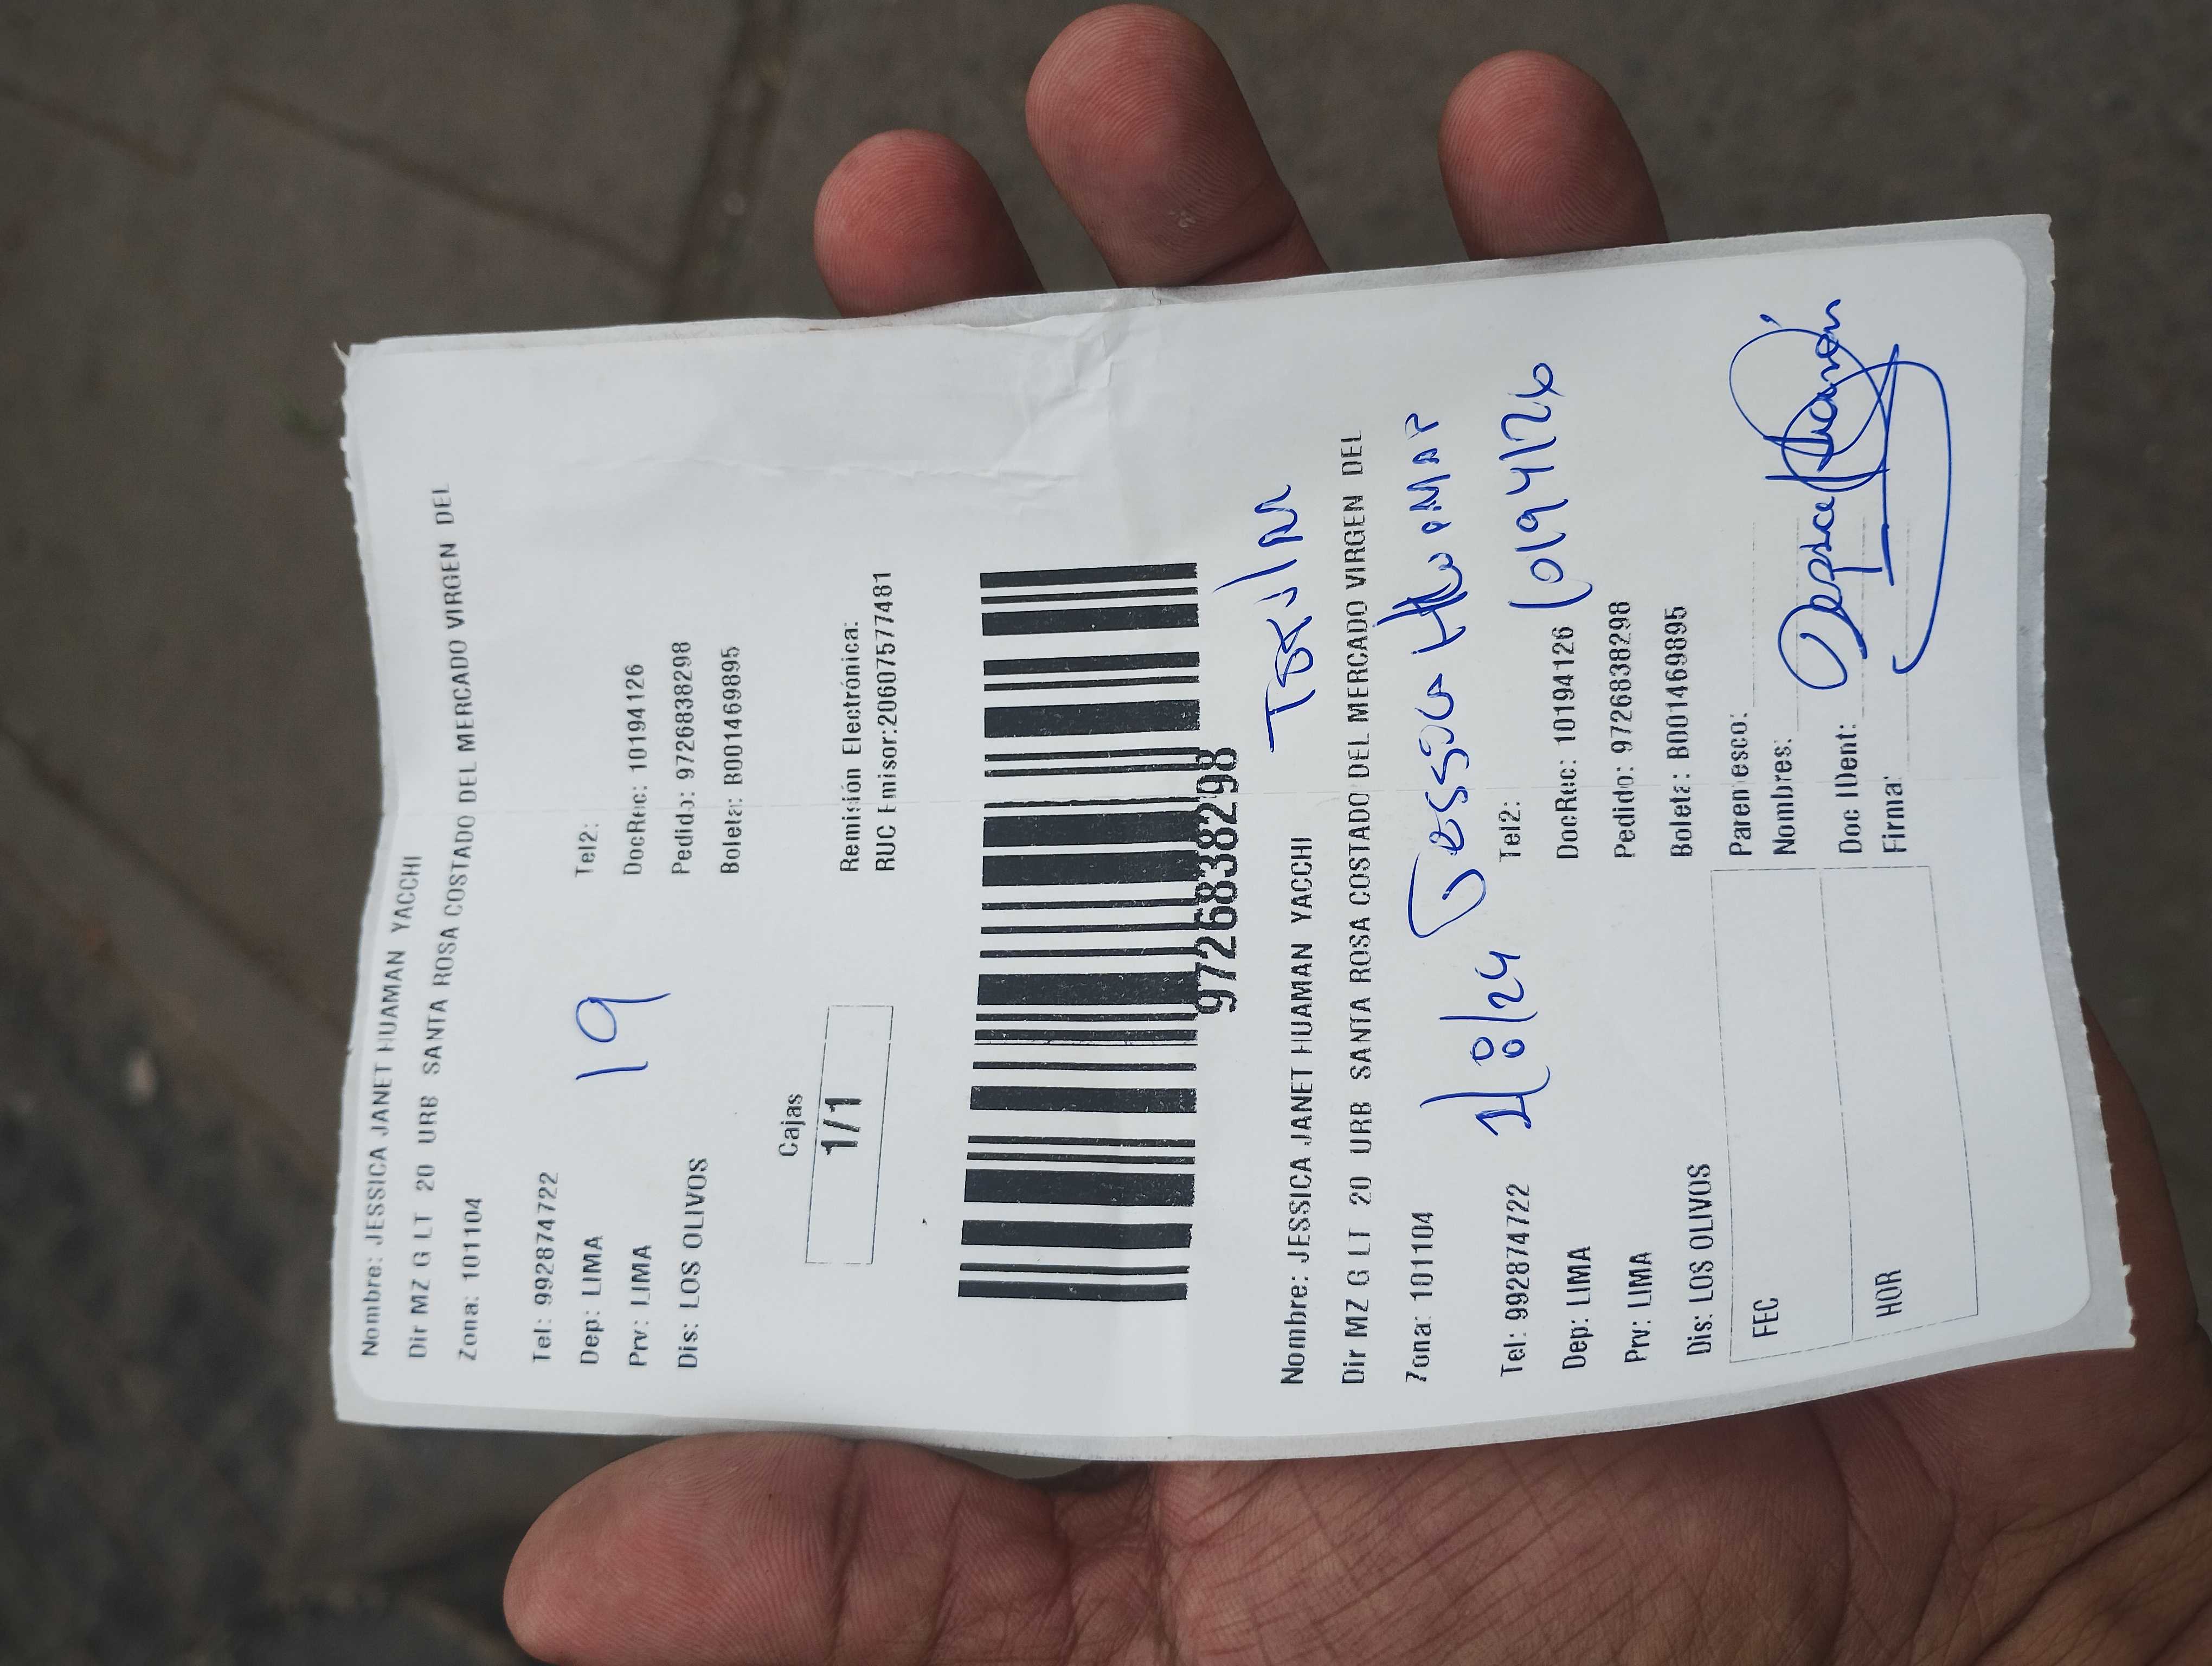 Nombre: JESSICA JANET HUAMAN YACCHI
Dir MZ G LT 20 URB SANTA ROSA COSTADO DEL MERCADO VIRGEN DEL
Zona: 101104
Tel: 992874722 Tel2:
Dep: LIMA 19 DocRec: 10194126
Prv: LIMA Pedido: 972683838298
Dis: LOS OLIVOS Boleta: B001469895
Cajas
1/1
Remisión Electrónica:
RUC Emisor:20607577481
972683838298
Nombre: JESSICA JANET HUAMAN YACCHI
Dir MZ G LT 20 URB SANTA ROSA COSTADO DEL MERCADO VIRGEN DEL
Zona: 101104
Tel: 992874722 Tel2: 10194126
Dep: LIMA DocRec: 10194126
Prv: LIMA Pedido: 972683838298
Dis: LOS OLIVOS Boleta: B001469895
FEC Parentesco:
Nombres:
HOR Doc IDent:
Firma: